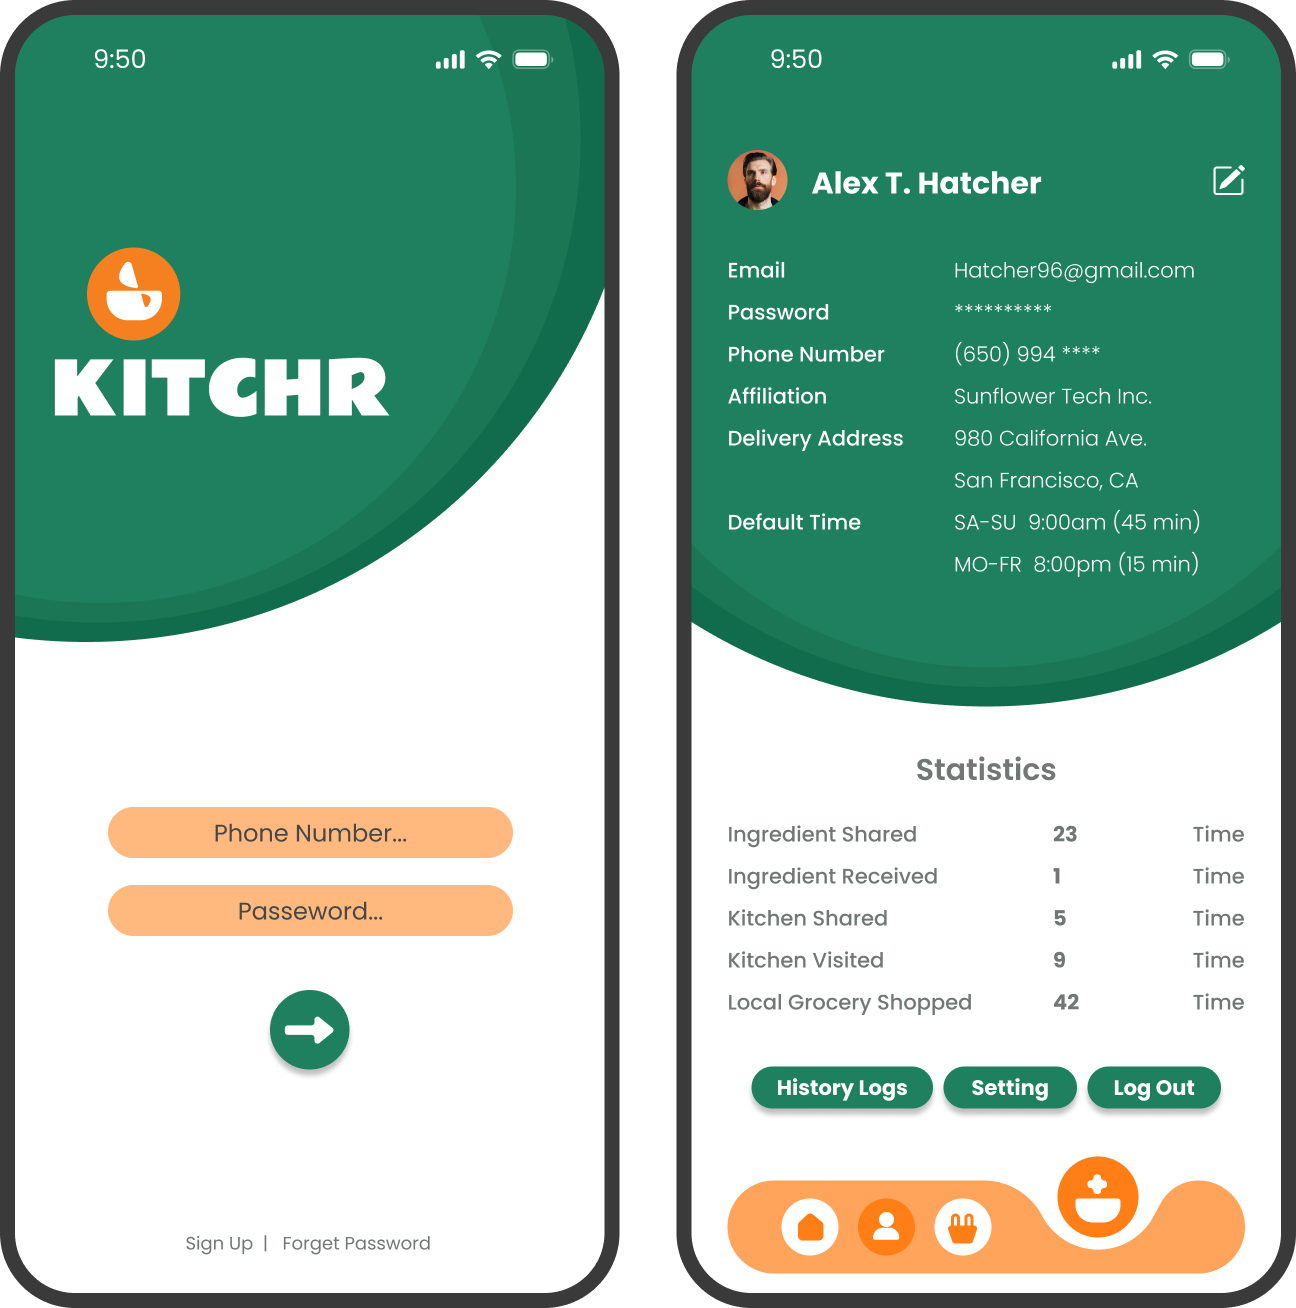 9:50
KITCHR
Phone Number...
Passeword...
Sign Up | Forget Password
9:50
Alex T. Hatcher
Email Hatcher96@gmail.com
Password **********
Phone Number (650) 994 ****
Affiliation Sunflower Tech Inc.
Delivery Address 980 California Ave.
San Francisco, CA
Default Time SA-SU 9:00am (45 min)
MO-FR 8:00pm (15 min)
Statistics
Ingredient Shared 23 Time
Ingredient Received 1 Time
Kitchen Shared 5 Time
Kitchen Visited 9 Time
Local Grocery Shopped 42 Time
History Logs Setting Log Out